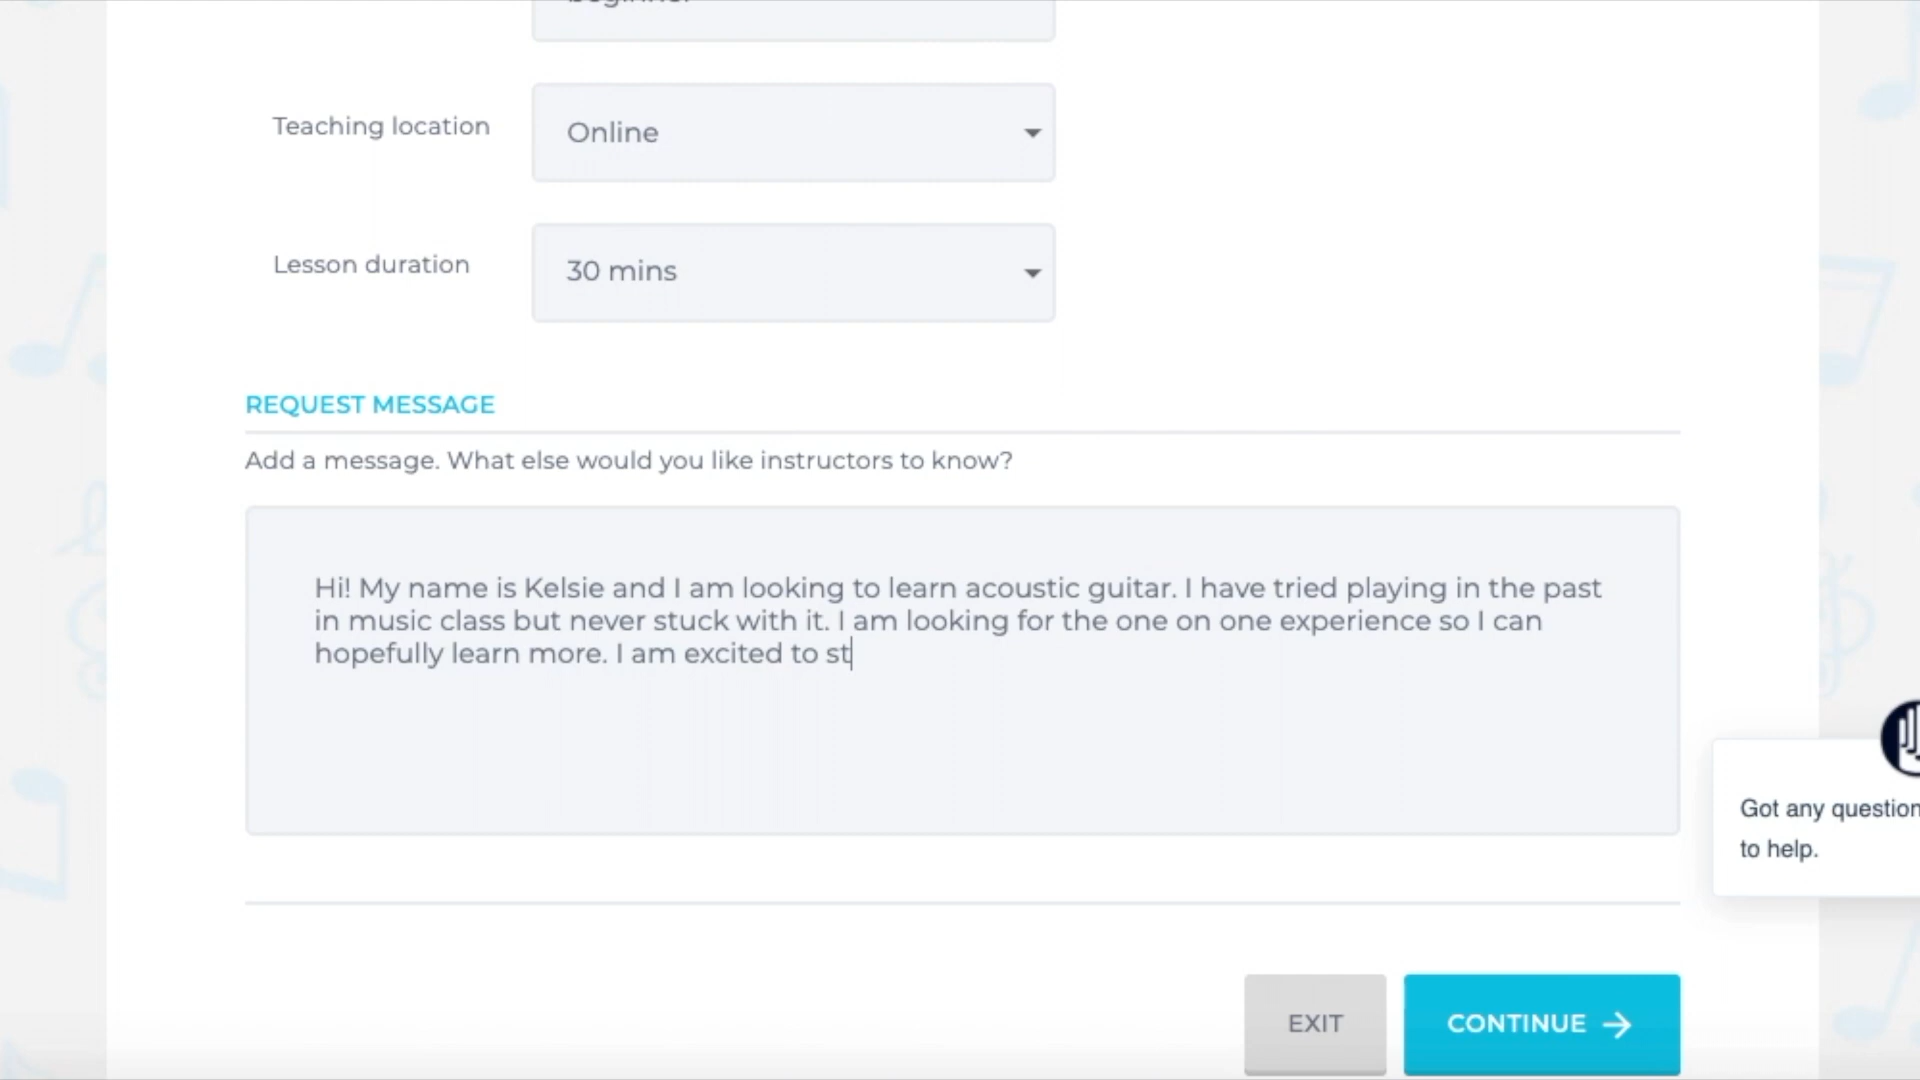 beginner
Teaching location
Online
Lesson duration
30 mins
REQUEST MESSAGE
Add a message. What else would you like instructors to know?
Hi! My name is Kelsie and I am looking to learn acoustic guitar. I have tried playing in the past
in music class but never stuck with it. I am looking for the one on one experience so I can
hopefully learn more. I am excited to st
Got any question
to help.
EXIT
CONTINUE